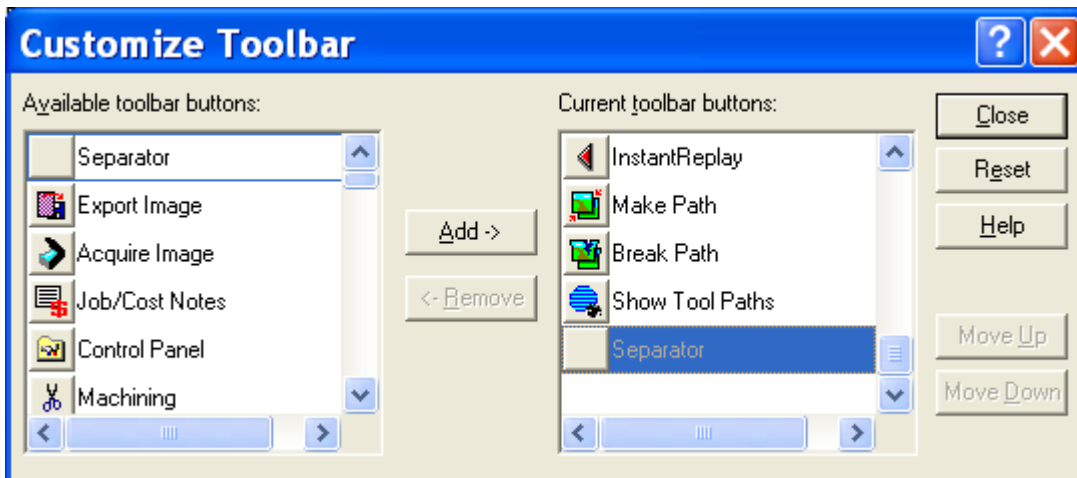 Customize Toolbar
Available toolbar buttons:
Separator
Export Image
Acquire Image
Job/Cost Notes
Control Panel
Machining
Add ->
<- Remove
Current toolbar buttons:
InstantReplay
Make Path
Break Path
Show Tool Paths
Separator
Close
Reset
Help
Move Up
Move Down